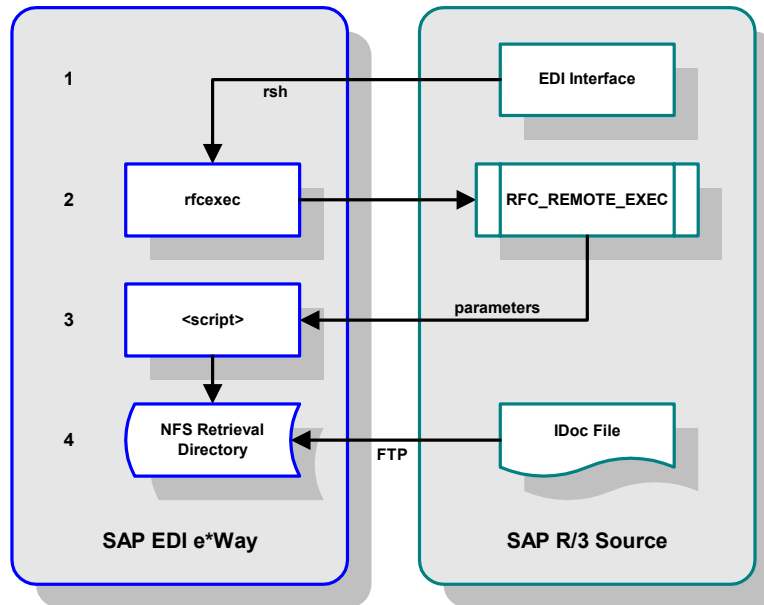 1
EDI Interface
rsh
2
rfcexec
RFC_REMOTE_EXEC
3
<script>
parameters
4
NFS Retrieval
Directory
IDoc File
FTP
SAP EDI e*Way
SAP R/3 Source